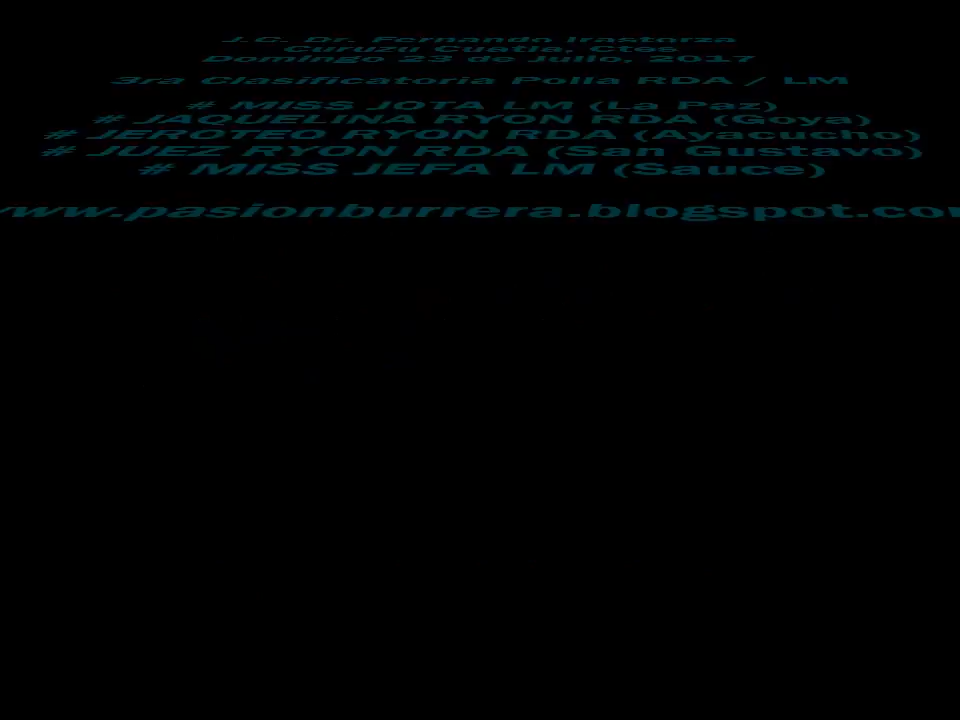 J.C. Dr. Fernando Irastorza
Curuzu Cuatia, Ctes
Domingo 23 de Julio, 2017
3ra Clasificatoria Polla RDA / LM
# MISS JOTA LM (La Paz)
# JAQUELINA RYON RDA (Goya)
# JEROTEO RYON RDA (Ayacucho)
# JUEZ RYON RDA (San Gustavo)
# MISS JEFA LM (Sauce)
www.pasionburrera.blogspot.com